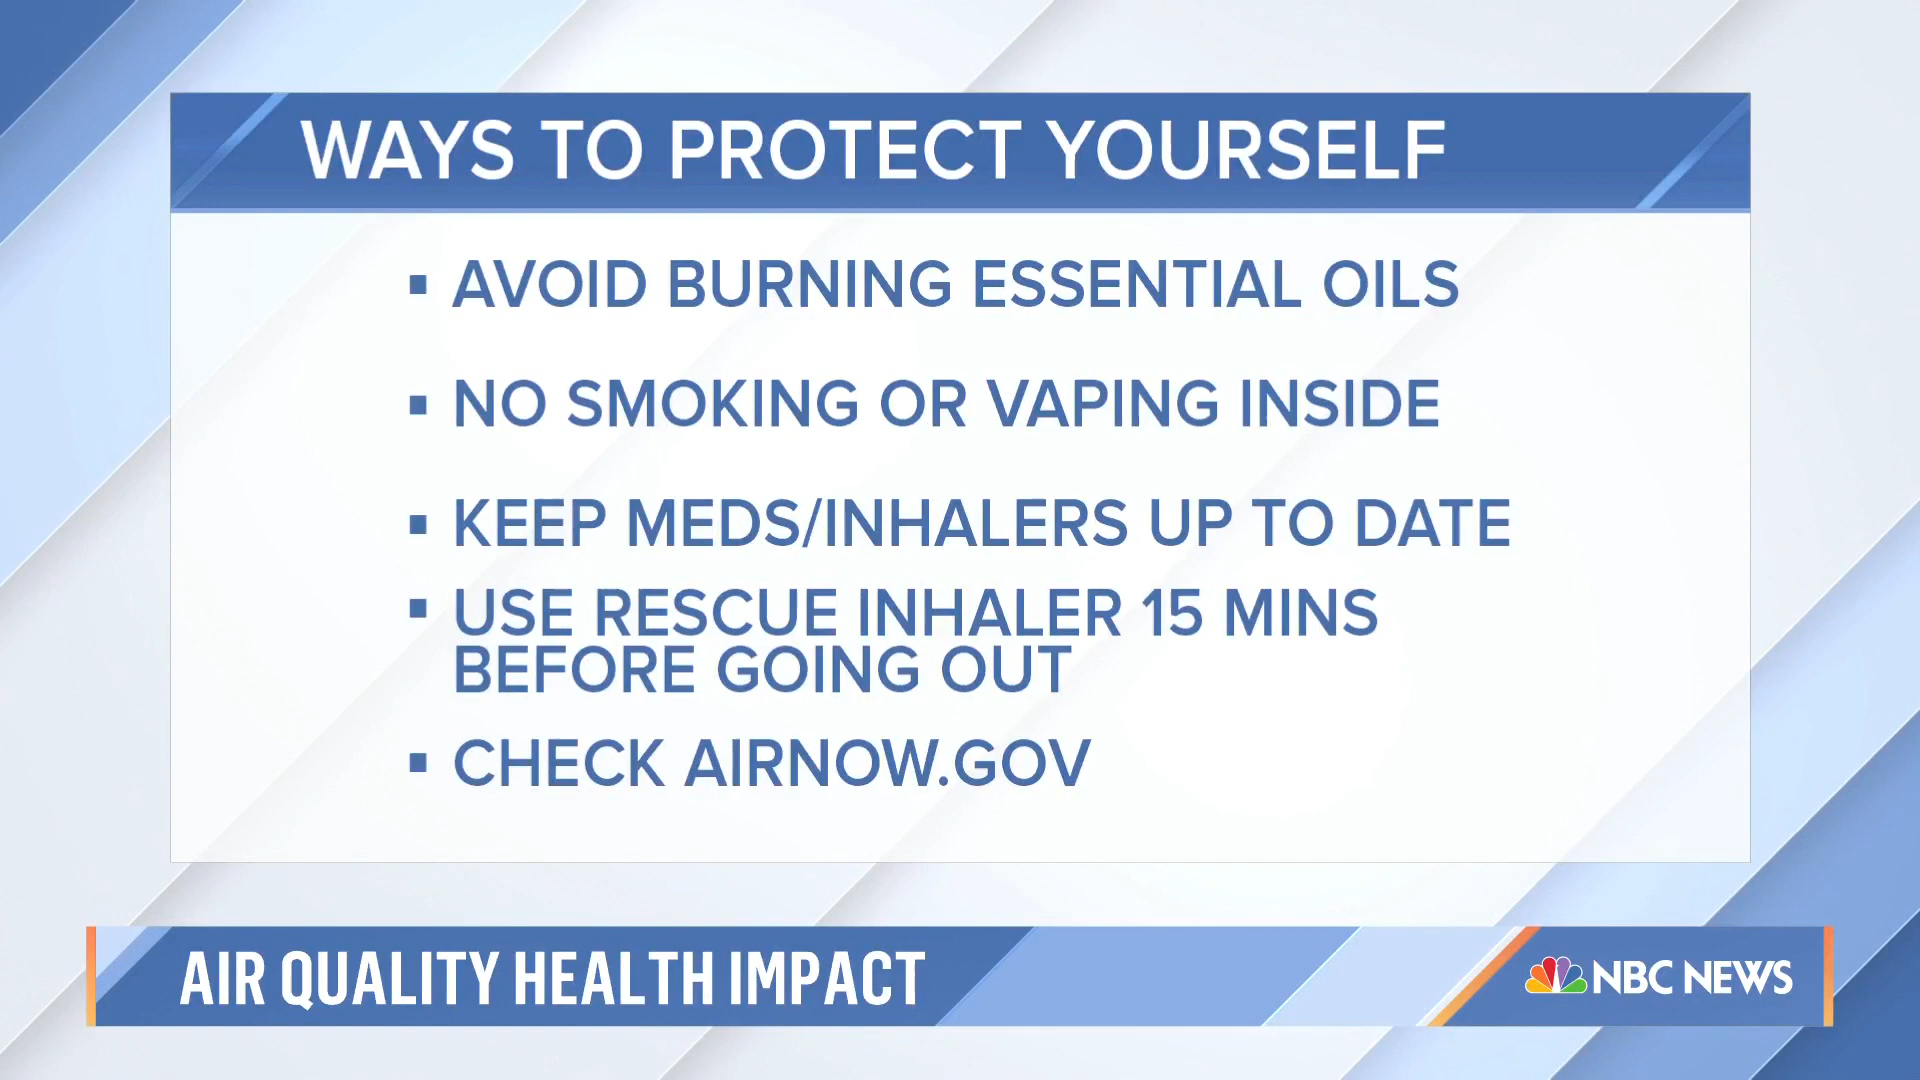 WAYS TO PROTECT YOURSELF
▪ AVOID BURNING ESSENTIAL OILS
▪ NO SMOKING OR VAPING INSIDE
▪ KEEP MEDS/INHALERS UP TO DATE
▪ USE RESCUE INHALER 15 MINS
BEFORE GOING OUT
▪ CHECK AIRNOW.GOV
AIR QUALITY HEALTH IMPACT
NBC NEWS